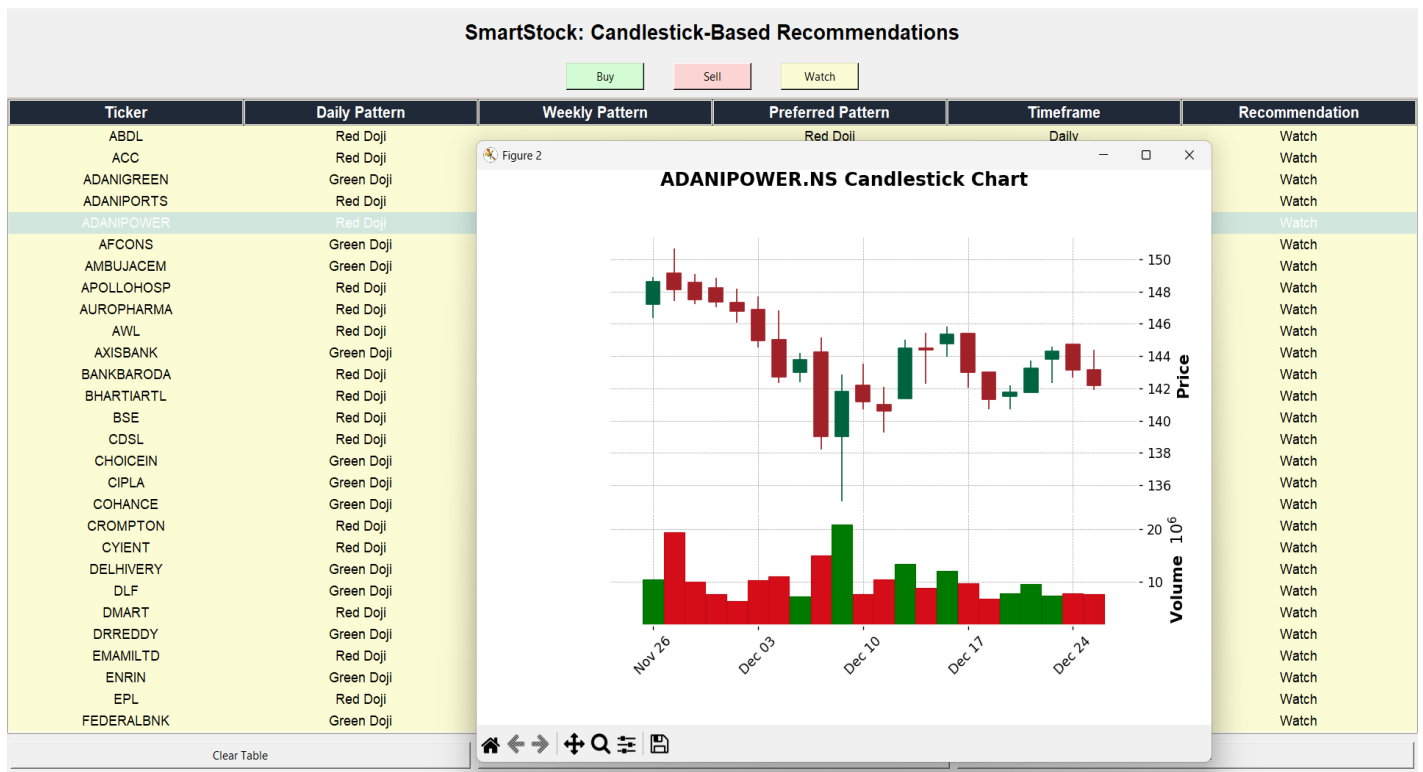 SmartStock: Candlestick-Based Recommendations
Buy Sell Watch
Ticker Daily Pattern Weekly Pattern Preferred Pattern Timeframe Recommendation
ABDL Red Doji Red Doji Daily Watch
ACC Red Doji Watch
ADANIGREEN Green Doji Watch
ADANIPORTS Red Doji Watch
ADANIPOWER Red Doji Watch
AFCONS Green Doji Watch
AMBUJACEM Green Doji Watch
APOLLOHOSP Red Doji Watch
AUROPHARMA Red Doji Watch
AWL Red Doji Watch
AXISBANK Green Doji Watch
BANKBARODA Red Doji Watch
BHARTIARTL Red Doji Watch
BSE Red Doji Watch
CDSL Red Doji Watch
CHOICEIN Green Doji Watch
CIPLA Green Doji Watch
COHANCE Green Doji Watch
CROMPTON Red Doji Watch
CYIENT Red Doji Watch
DELHIVERY Green Doji Watch
DLF Green Doji Watch
DMART Red Doji Watch
DRREDDY Green Doji Watch
EMAMILTD Red Doji Watch
ENRIN Green Doji Watch
EPL Red Doji Watch
FEDERALBNK Green Doji Watch
Clear Table
Figure 2
ADANIPOWER.NS Candlestick Chart
150
148
146
144
142
140
138
136
Price
20
10
Volume 10⁶
Nov 26 Dec 03 Dec 10 Dec 17 Dec 24